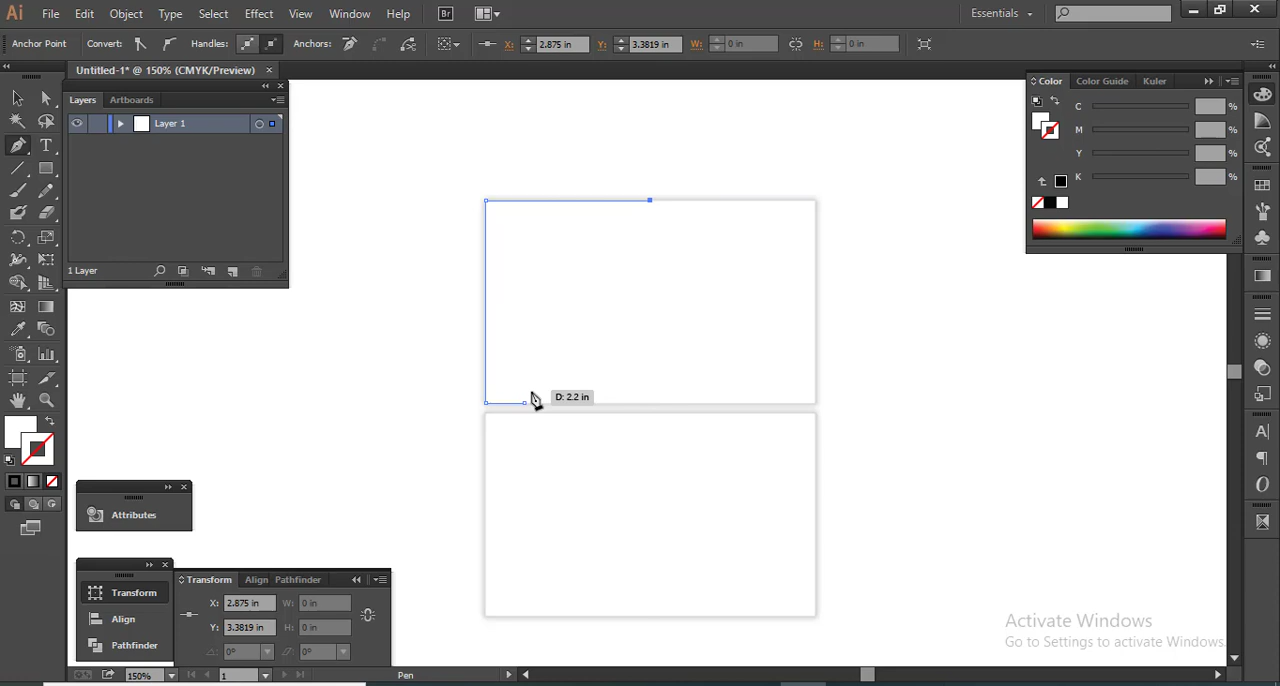 Ai File Edit Object Type Select Effect View Window Help Br Essentials
Anchor Point Convert: Handles: Anchors: X: 2.875 in Y: 3.3819 in W: 0 in H: 0 in
Untitled-1* @ 150% (CMYK/Preview) ×
Layers Artboards
Layer 1
1 Layer
Color Color Guide Kuler
C %
M %
Y %
K %
D: 2.2 in
Attributes
Transform
Align
Pathfinder
Transform Align Pathfinder
X: 2.875 in W: 0 in
Y: 3.3819 in H: 0 in
0° 0°
Activate Windows
Go to Settings to activate Windows.
150% 1 Pen